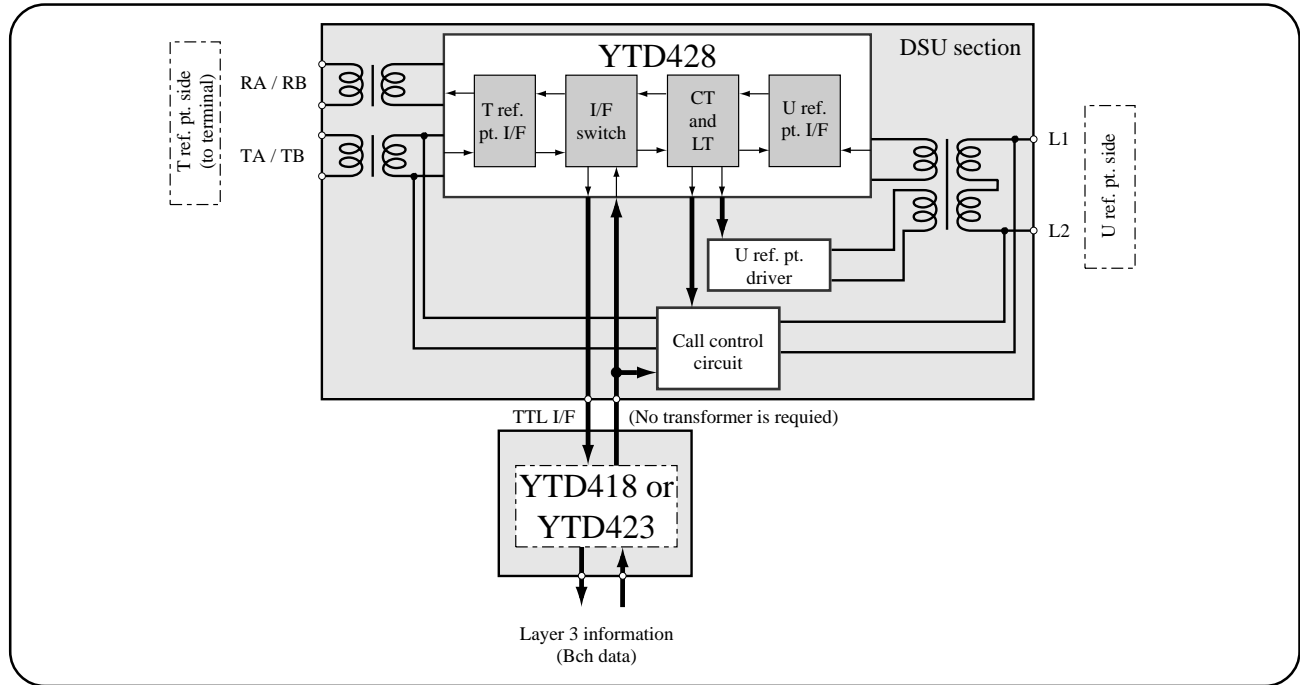 DSU section
YTD428
T ref. pt. side
(to terminal)
RA / RB
TA / TB
T ref.
pt. I/F
I/F
switch
CT
and
LT
U ref.
pt. I/F
L1
L2
U ref. pt. side
U ref. pt.
driver
Call control
circuit
TTL I/F
(No transformer is requied)
YTD418 or
YTD423
Layer 3 information
(Bch data)